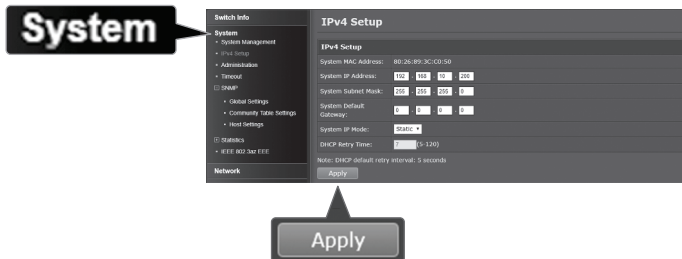 System
Switch Info
System
• System Management
• IPv4 Setup
• Administration
• Timeout
SNMP
• Global Settings
• Community Table Settings
• Host Settings
Statistics
• IEEE 802.3az EEE
Network
IPv4 Setup
IPv4 Setup
System MAC Address: 80:26:89:3C:C0:50
System IP Address: 192 . 168 . 10 . 200
System Subnet Mask: 255 . 255 . 255 . 0
System Default
Gateway: 0 . 0 . 0 . 0
System IP Mode: Static
DHCP Retry Time: 7 (5-120)
Note: DHCP default retry interval: 5 seconds
Apply
Apply